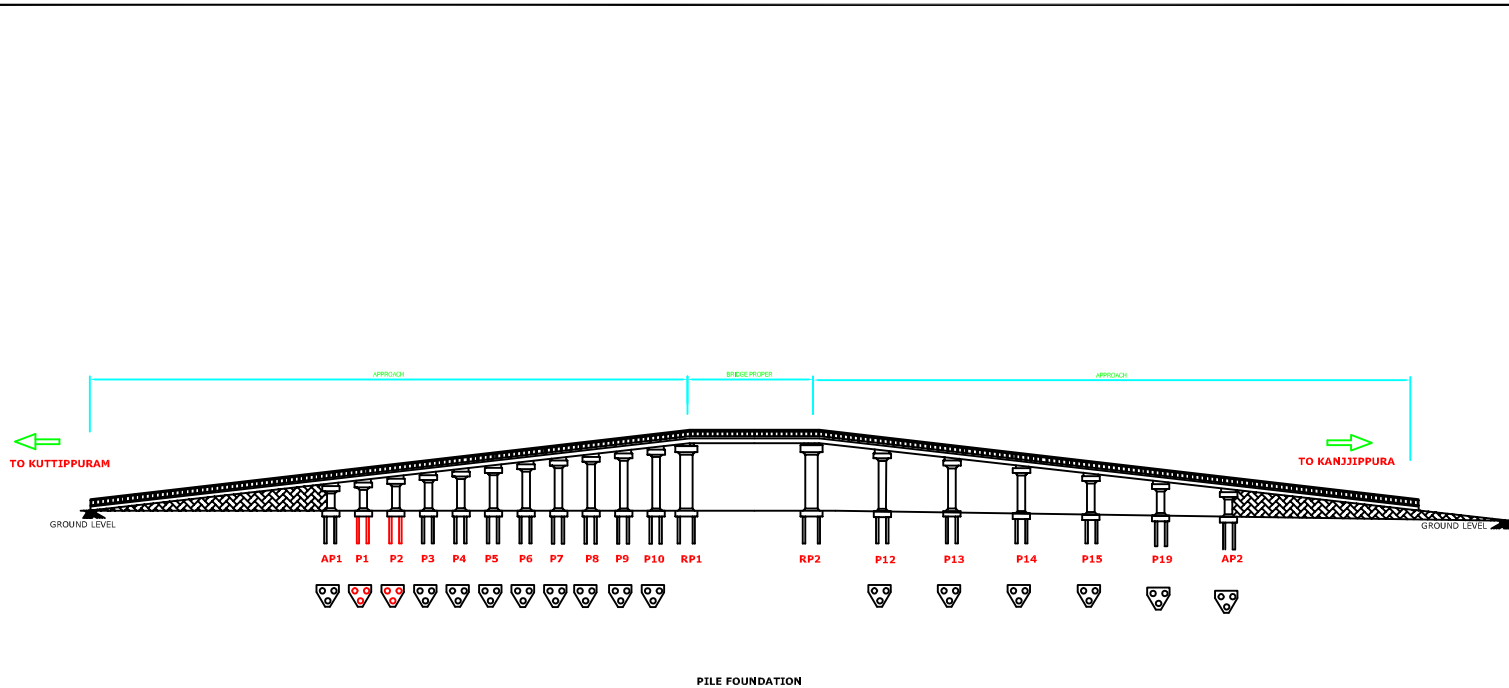 APPROACH
BRIDGE PROPER
APPROACH
TO KUTTIPPURAM
TO KANJJIPPURA
GROUND LEVEL
GROUND LEVEL
AP1 P1 P2 P3 P4 P5 P6 P7 P8 P9 P10 RP1 RP2 P12 P13 P14 P15 P19 AP2
PILE FOUNDATION